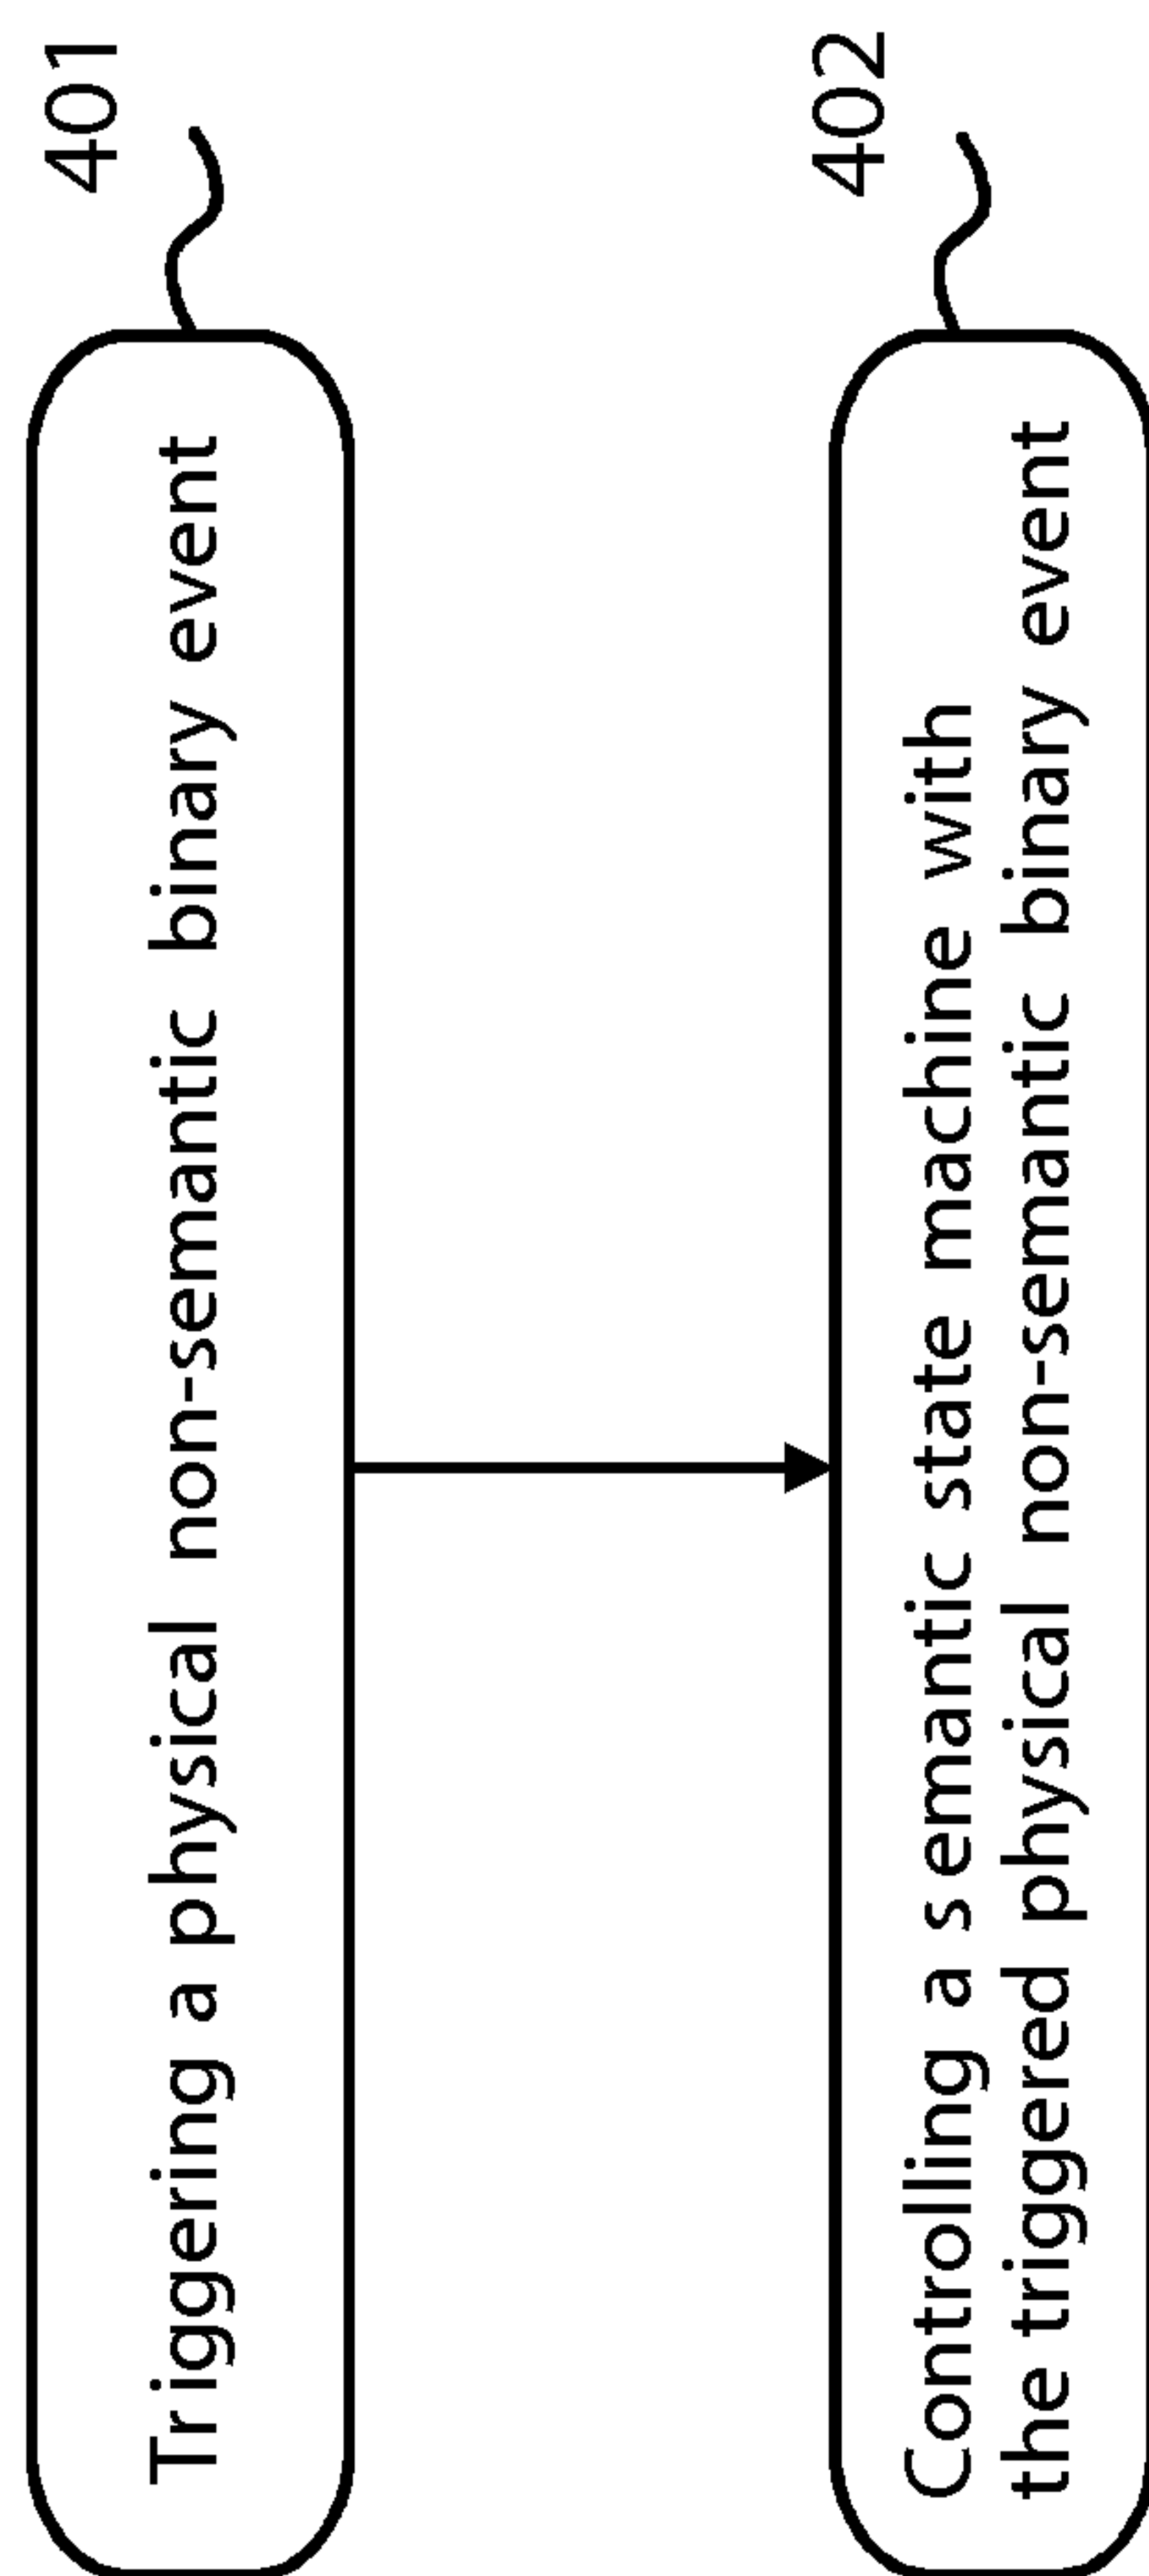 401
Triggering a physical non-semantic binary event
402
Controlling a semantic state machine with
the triggered physical non-semantic binary event